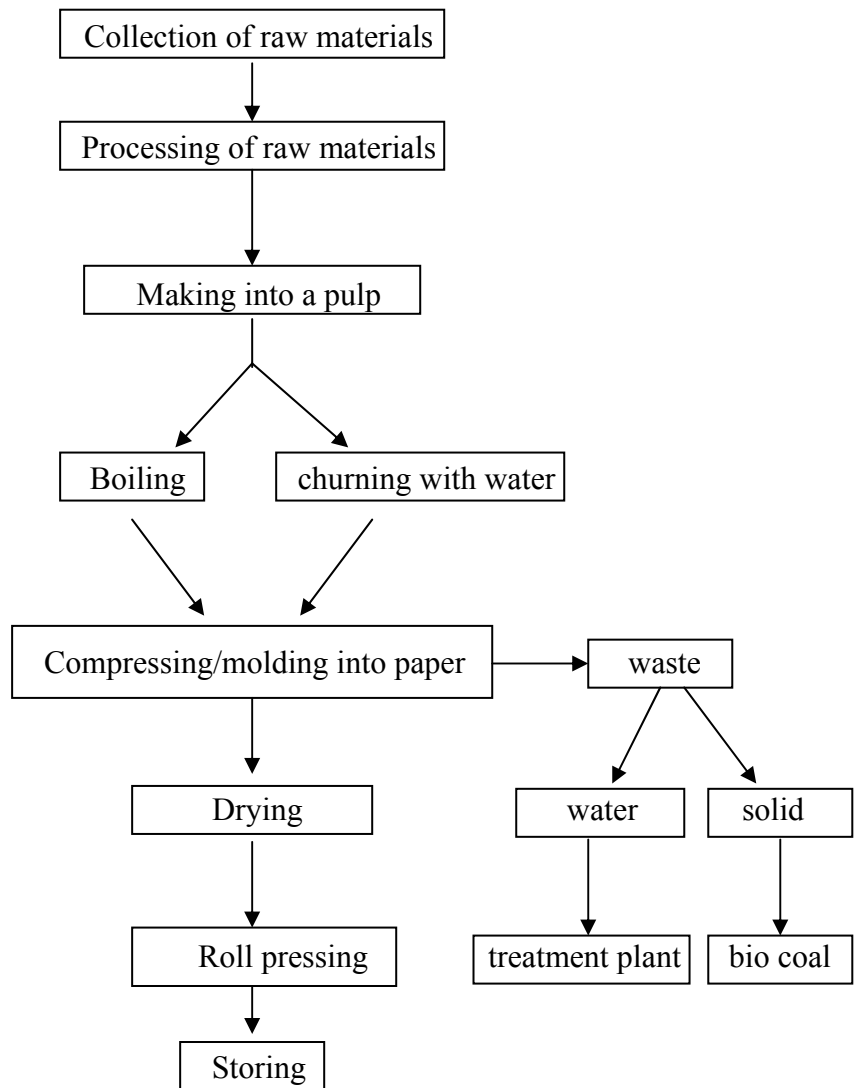 Collection of raw materials
Processing of raw materials
Making into a pulp
Boiling
churning with water
Compressing/molding into paper
waste
Drying
water
solid
Roll pressing
treatment plant
bio coal
Storing